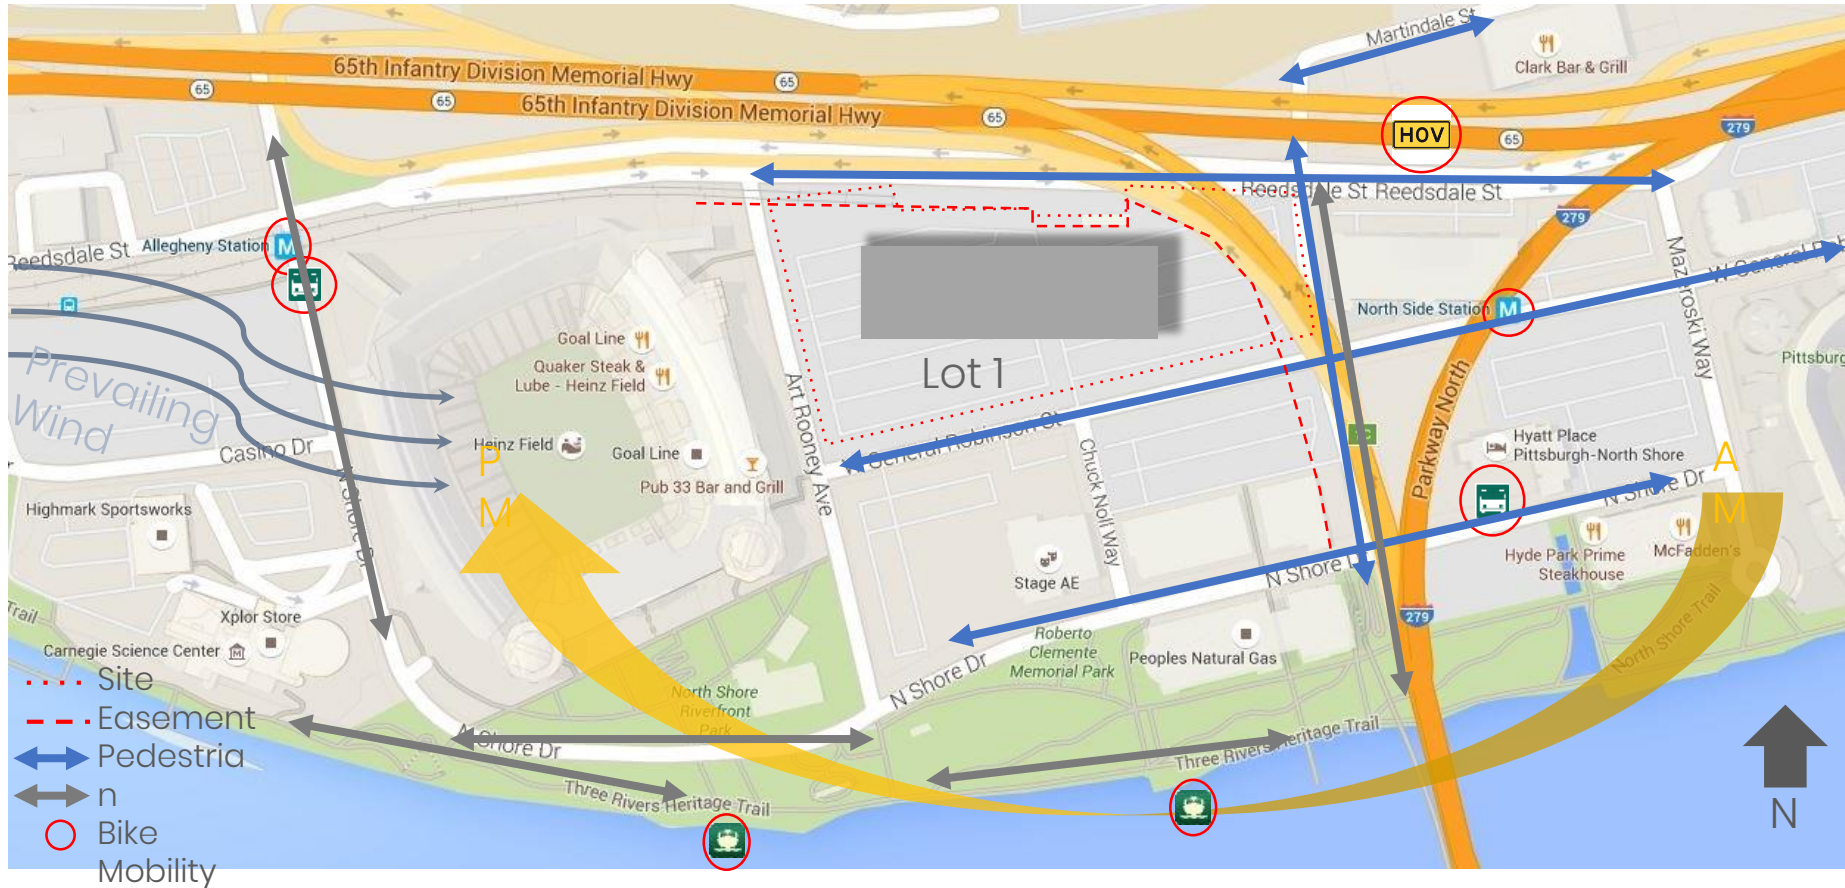 Martindale St
Clark Bar & Grill
65th Infantry Division Memorial Hwy
65
65
65
65th Infantry Division Memorial Hwy
65
HOV
65
279
Reedsdale St
Reedsdale St
279
Reedsdale St
Allegheny Station
M
Mazeroski Way
W General Rob
North Side Station
M
Goal Line
Quaker Steak &
Lube - Heinz Field
Prevailing
Wind
Lot 1
Art Rooney Ave
Pittsburg
Parkway North
Casino Dr
Heinz Field
Goal Line
Pub 33 Bar and Grill
P
M
W General Robinson St
Chuck Noll Way
Hyatt Place
Pittsburgh-North Shore
A
M
N Shore Dr
Highmark Sportsworks
N Shore Dr
Stage AE
N Shore D
Hyde Park Prime
Steakhouse
McFadden's
Trail
Xplor Store
Carnegie Science Center
279
North Shore Trail
Roberto
Clemente
Memorial Park
Peoples Natural Gas
N Shore Dr
North Shore
Riverfront
Park
N Shore Dr
Three Rivers Heritage Trail
Three Rivers Heritage Trail
Site
Easement
Pedestria
n
Bike
Mobility
N